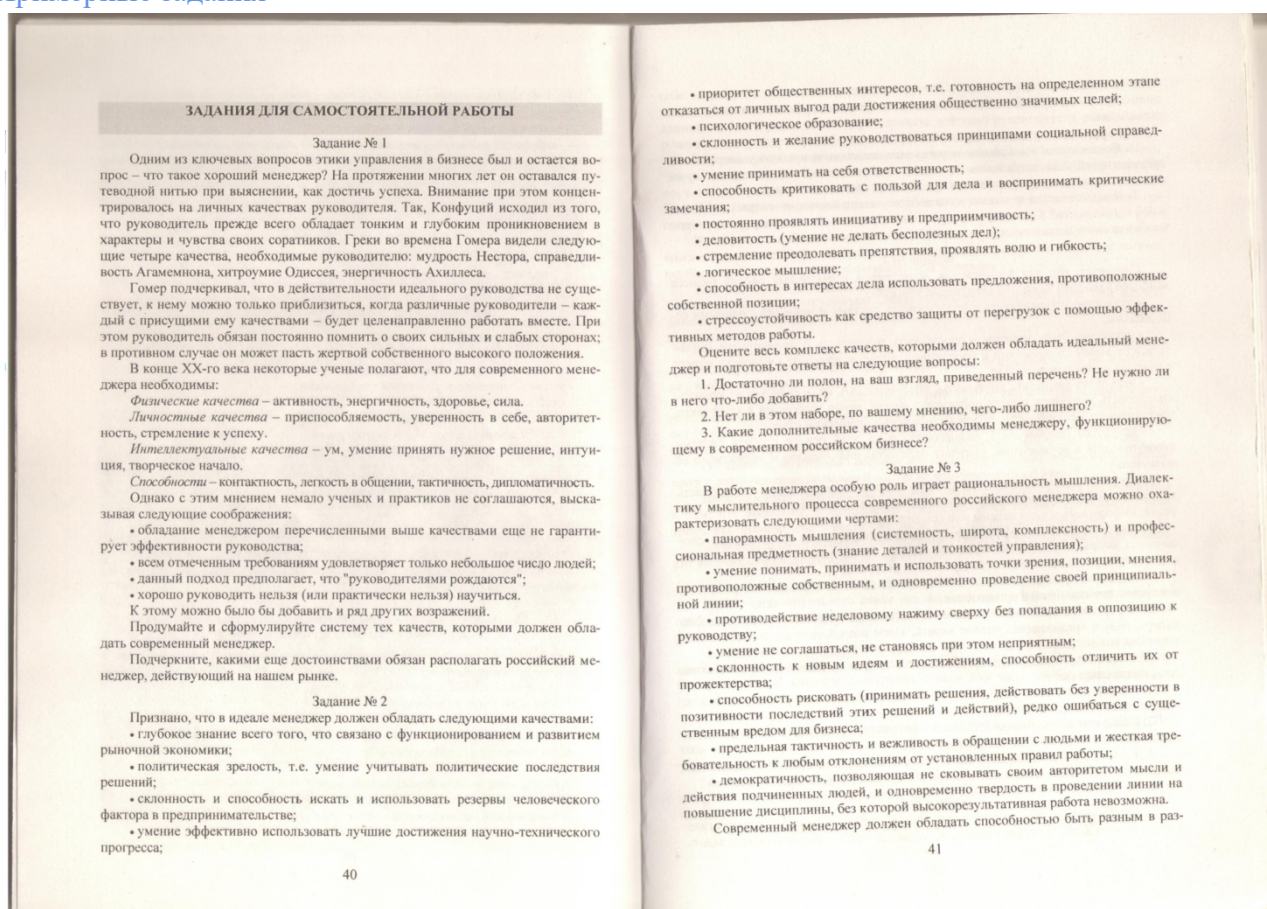 Примерные задания
ЗАДАНИЯ ДЛЯ САМОСТОЯТЕЛЬНОЙ РАБОТЫ
Задание № 1
Одним из ключевых вопросов этики управления в бизнесе был и остается во-
прос – что такое хороший менеджер? На протяжении многих лет он оставался пу-
теводной нитью при выяснении, как достичь успеха. Внимание при этом концен-
трировалось на личных качествах руководителя. Так, Конфуций исходил из того,
что руководитель прежде всего обладает тонким и глубоким проникновением в
характеры и чувства своих соратников. Греки во времена Гомера видели следую-
щие четыре качества, необходимые руководителю: мудрость Нестора, справедли-
вость Агамемнона, хитроумие Одиссея, энергичность Ахиллеса.
Гомер подчеркивал, что в действительности идеального руководства не суще-
ствует, к нему можно только приблизиться, когда различные руководители – каж-
дый с присущими ему качествами – будет целенаправленно работать вместе. При
этом руководитель обязан постоянно помнить о своих сильных и слабых сторонах;
в противном случае он может пасть жертвой собственного высокого положения.
В конце XX-го века некоторые ученые полагают, что для современного мене-
джера необходимы:
Физические качества – активность, энергичность, здоровье, сила.
Личностные качества – приспособляемость, уверенность в себе, авторитет-
ность, стремление к успеху.
Интеллектуальные качества – ум, умение принять нужное решение, интуи-
ция, творческое начало.
Способности – контактность, легкость в общении, тактичность, дипломатичность.
Однако с этим мнением немало ученых и практиков не соглашаются, выска-
зывая следующие соображения:
• обладание менеджером перечисленными выше качествами еще не гаранти-
рует эффективности руководства;
• всем отмеченным требованиям удовлетворяет только небольшое число людей;
• данный подход предполагает, что "руководителями рождаются";
• хорошо руководить нельзя (или практически нельзя) научиться.
К этому можно было бы добавить и ряд других возражений.
Продумайте и сформулируйте систему тех качеств, которыми должен обла-
дать современный менеджер.
Подчеркните, какими еще достоинствами обязан располагать российский ме-
неджер, действующий на нашем рынке.
Задание № 2
Признано, что в идеале менеджер должен обладать следующими качествами:
• глубокое знание всего того, что связано с функционированием и развитием
рыночной экономики;
• политическая зрелость, т.е. умение учитывать политические последствия
решений;
• склонность и способность искать и использовать резервы человеческого
фактора в предпринимательстве;
• умение эффективно использовать лучшие достижения научно-технического
прогресса;
40
• приоритет общественных интересов, т.е. готовность на определенном этапе
отказаться от личных выгод ради достижения общественно значимых целей;
• психологическое образование;
• склонность и желание руководствоваться принципами социальной справед-
ливости;
• умение принимать на себя ответственность;
• способность критиковать с пользой для дела и воспринимать критические
замечания;
• постоянно проявлять инициативу и предприимчивость;
• деловитость (умение не делать бесполезных дел);
• стремление преодолевать препятствия, проявлять волю и гибкость;
• логическое мышление;
• способность в интересах дела использовать предложения, противоположные
собственной позиции;
• стрессоустойчивость как средство защиты от перегрузок с помощью эффек-
тивных методов работы.
Оцените весь комплекс качеств, которыми должен обладать идеальный мене-
джер и подготовьте ответы на следующие вопросы:
1. Достаточно ли полон, на ваш взгляд, приведенный перечень? Не нужно ли
в него что-либо добавить?
2. Нет ли в этом наборе, по вашему мнению, чего-либо лишнего?
3. Какие дополнительные качества необходимы менеджеру, функционирую-
щему в современном российском бизнесе?
Задание № 3
В работе менеджера особую роль играет рациональность мышления. Диалек-
тику мыслительного процесса современного российского менеджера можно оха-
рактеризовать следующими чертами:
• панорамность мышления (системность, широта, комплексность) и профес-
сиональная предметность (знание деталей и тонкостей управления);
• умение понимать, принимать и использовать точки зрения, позиции, мнения,
противоположные собственным, и одновременно проведение своей принципиаль-
ной линии;
• противодействие неделовому нажиму сверху без попадания в оппозицию к
руководству;
• умение не соглашаться, не становясь при этом неприятным;
• склонность к новым идеям и достижениям, способность отличить их от
прожектерства;
• способность рисковать (принимать решения, действовать без уверенности в
позитивности последствий этих решений и действий), редко ошибаться с суще-
ственным вредом для бизнеса;
• предельная тактичность и вежливость в обращении с людьми и жесткая тре-
бовательность к любым отклонениям от установленных правил работы;
• демократичность, позволяющая не сковывать своим авторитетом мысли и
действия подчиненных людей, и одновременно твердость в проведении линии на
повышение дисциплины, без которой высокорезультативная работа невозможна.
Современный менеджер должен обладать способностью быть разным в раз-
41